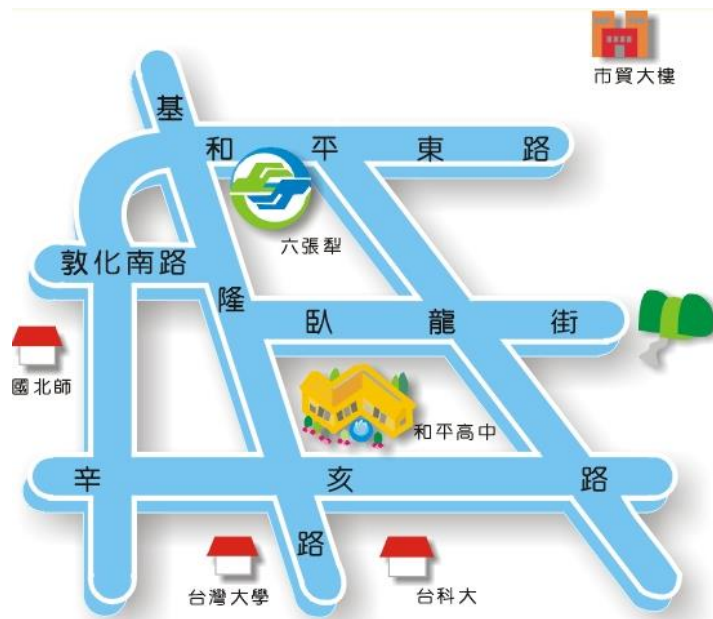 市貿大樓
基隆路
和平東路
六張犁
敦化南路
臥龍街
國北師
和平高中
辛亥路
台灣大學
台科大